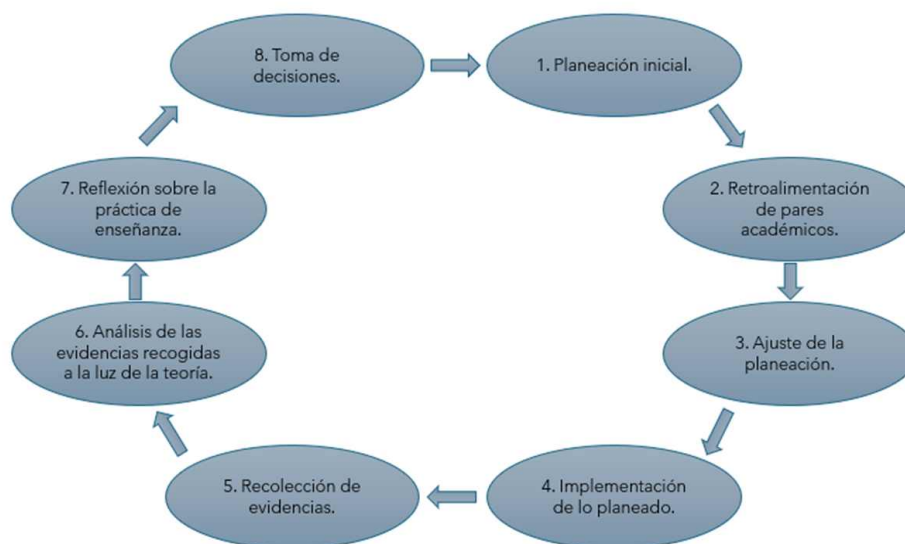 1. Planeación inicial.
2. Retroalimentación
de pares
académicos.
3. Ajuste de la
planeación.
4. Implementación
de lo planeado.
5. Recolección de
evidencias.
6. Análisis de las
evidencias recogidas
a la luz de la teoría.
7. Reflexión sobre la
práctica de
enseñanza.
8. Toma de
decisiones.